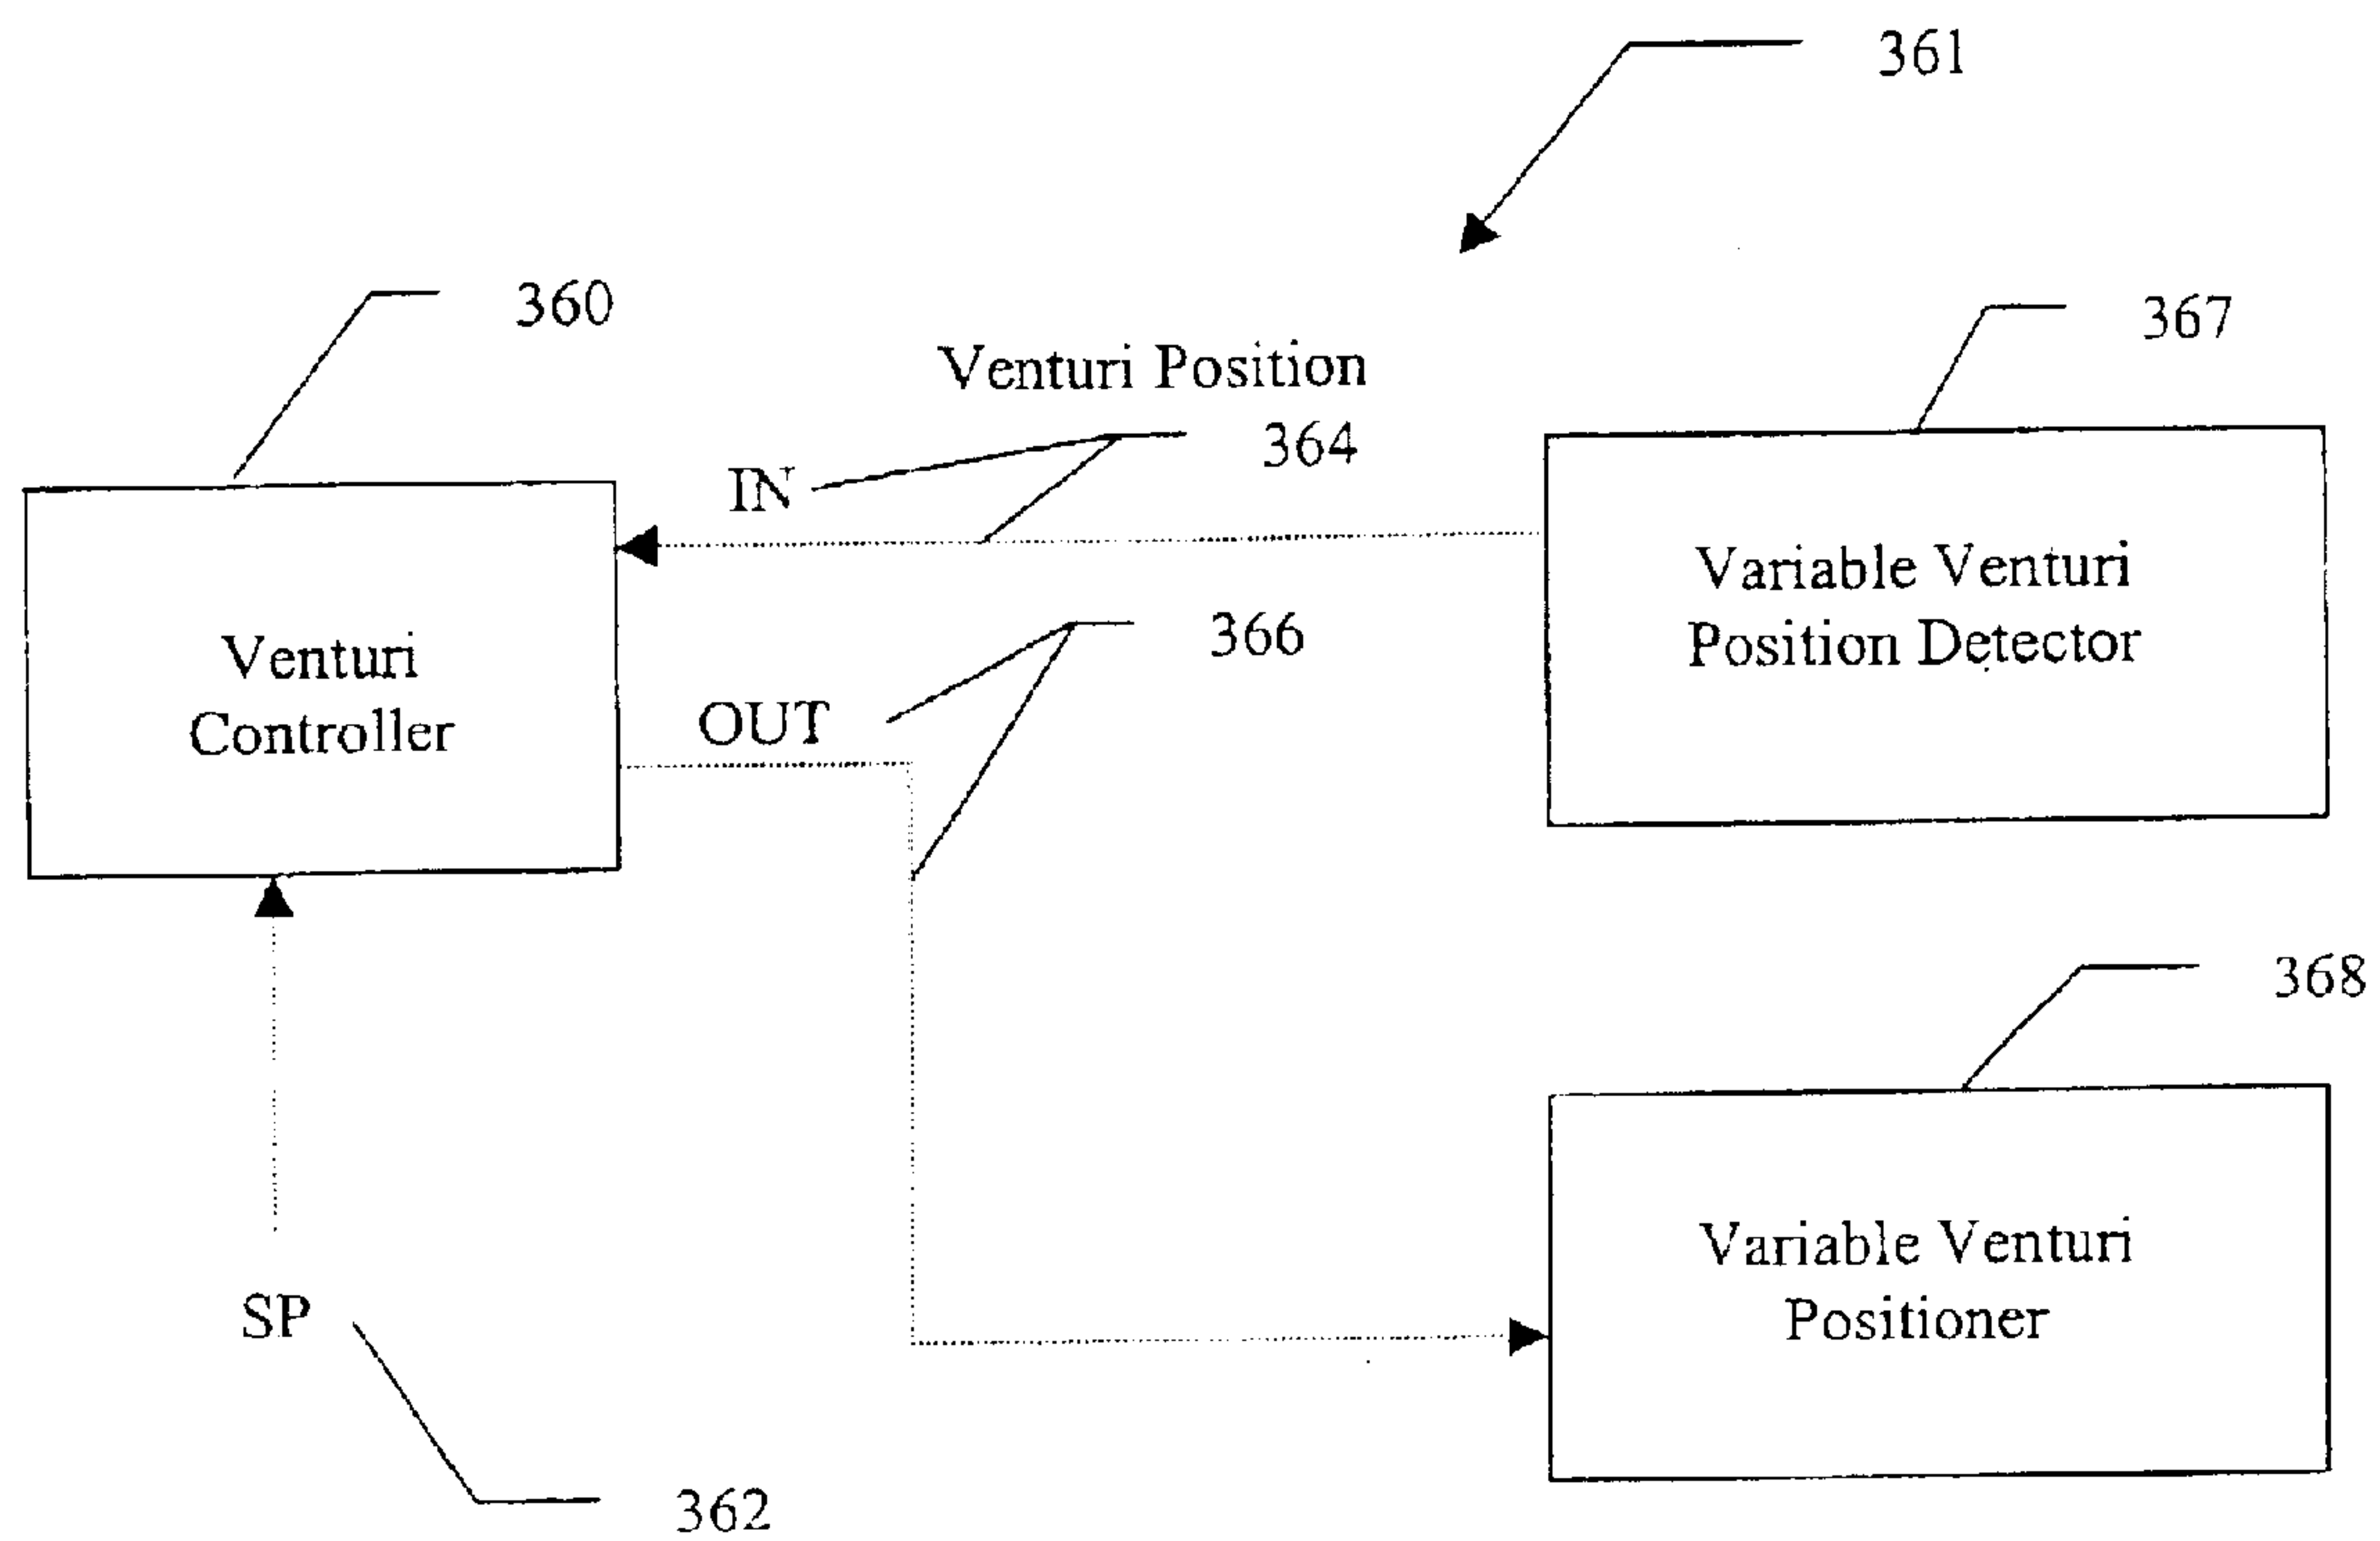 361
360
367
Venturi Position
364
IN
Variable Venturi
Position Detector
Venturi
Controller
366
OUT
368
Variable Venturi
Positioner
SP
362